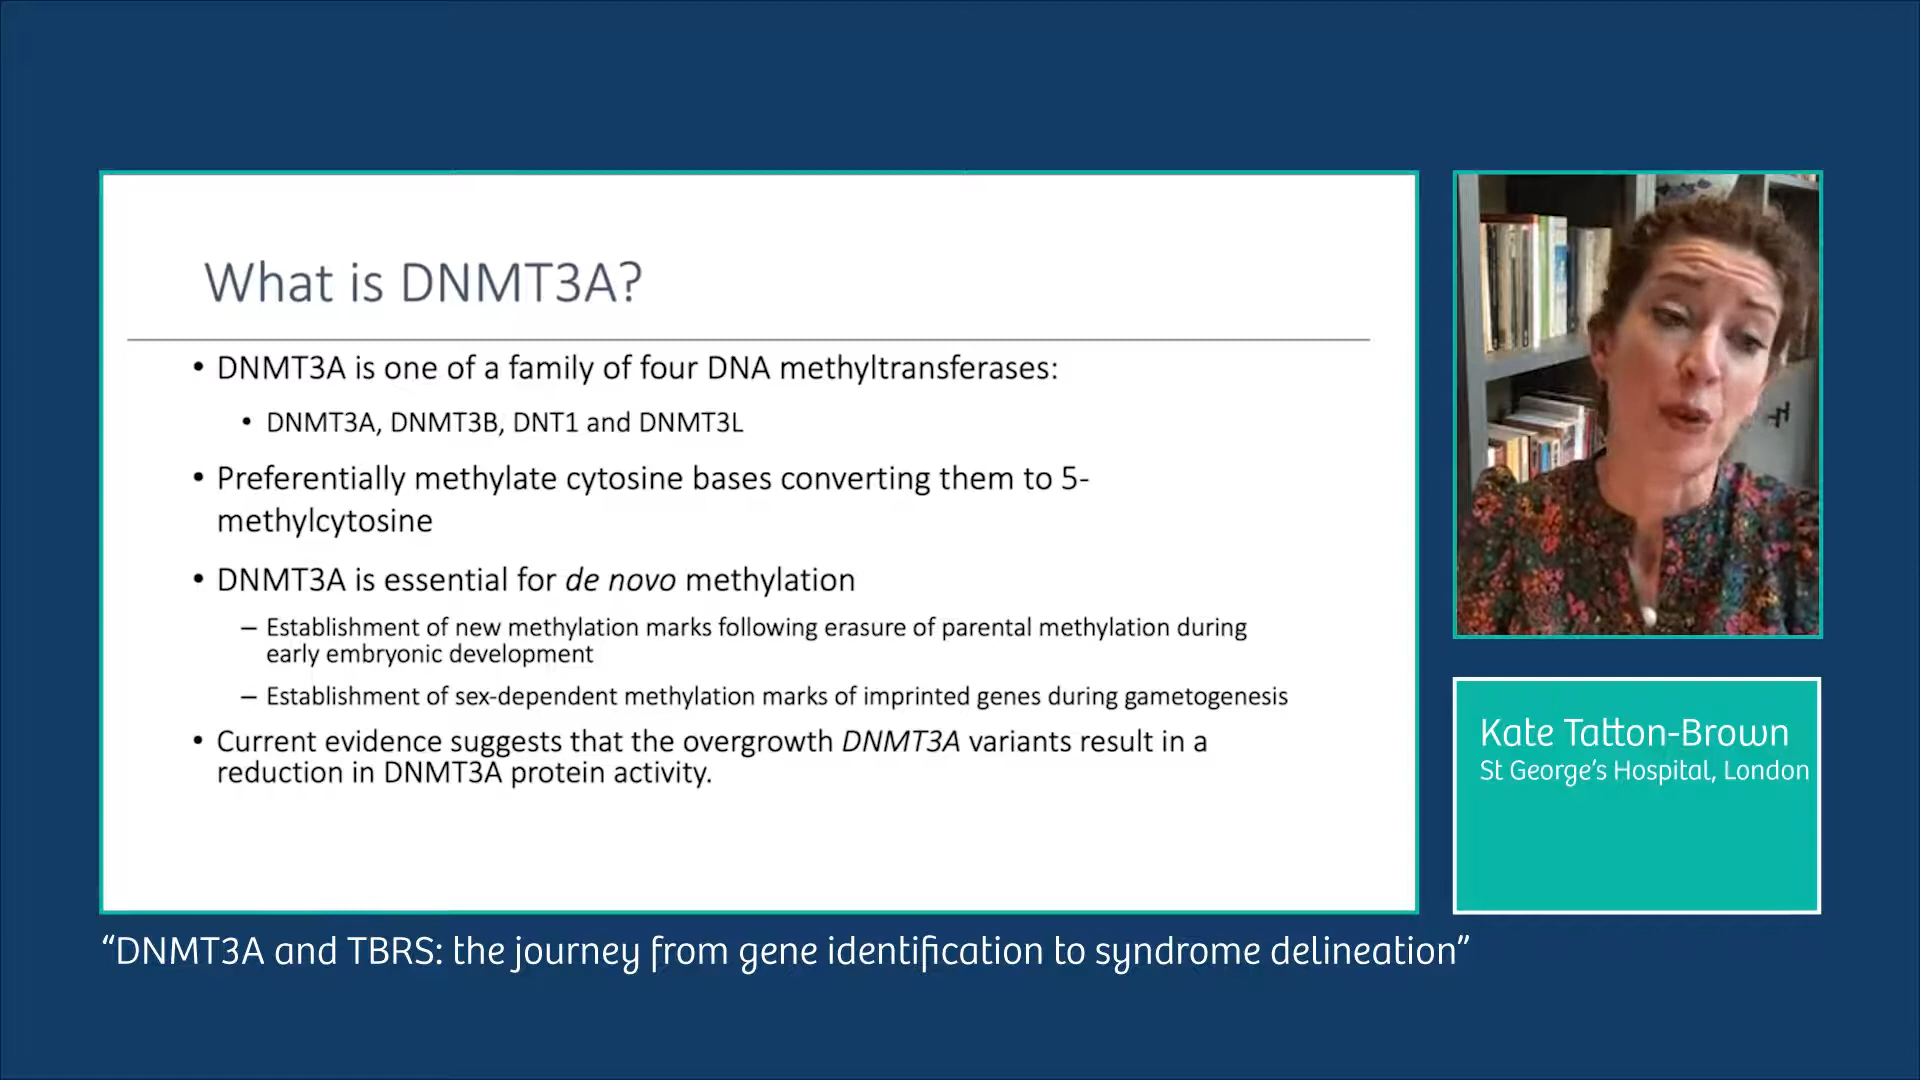 What is DNMT3A?
• DNMT3A is one of a family of four DNA methyltransferases:
• DNMT3A, DNMT3B, DNT1 and DNMT3L
• Preferentially methylate cytosine bases converting them to 5-
methylcytosine
• DNMT3A is essential for de novo methylation
– Establishment of new methylation marks following erasure of parental methylation during
early embryonic development
– Establishment of sex-dependent methylation marks of imprinted genes during gametogenesis
• Current evidence suggests that the overgrowth DNMT3A variants result in a
reduction in DNMT3A protein activity.
Kate Tatton-Brown
St George’s Hospital, London
“DNMT3A and TBRS: the journey from gene identification to syndrome delineation”